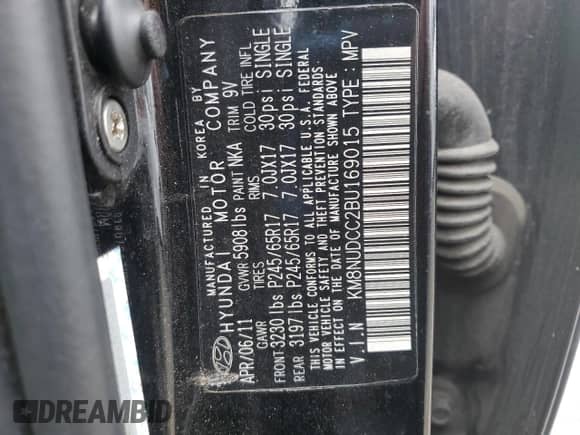 MANUFACTURED IN KOREA BY
HYUNDAI MOTOR COMPANY
APR/06/11 GVWR 5908lbs PAINT NKA TRIM 9V
GAWR TIRES RIMS COLD TIRE INFL
FRONT 3230 lbs P245/65R17 7.0JX17 30psi SINGLE
REAR 3197lbs P245/65R17 7.0JX17 30psi SINGLE
THIS VEHICLE CONFORMS TO ALL APPLICABLE U.S.A. FEDERAL
MOTOR VEHICLE SAFETY, BUMPER, AND THEFT PREVENTION STANDARDS
IN EFFECT ON THE DATE OF MANUFACTURE SHOWN ABOVE
V.I.N KM8NUDCC2BU169015 TYPE : MPV
DREAMBID